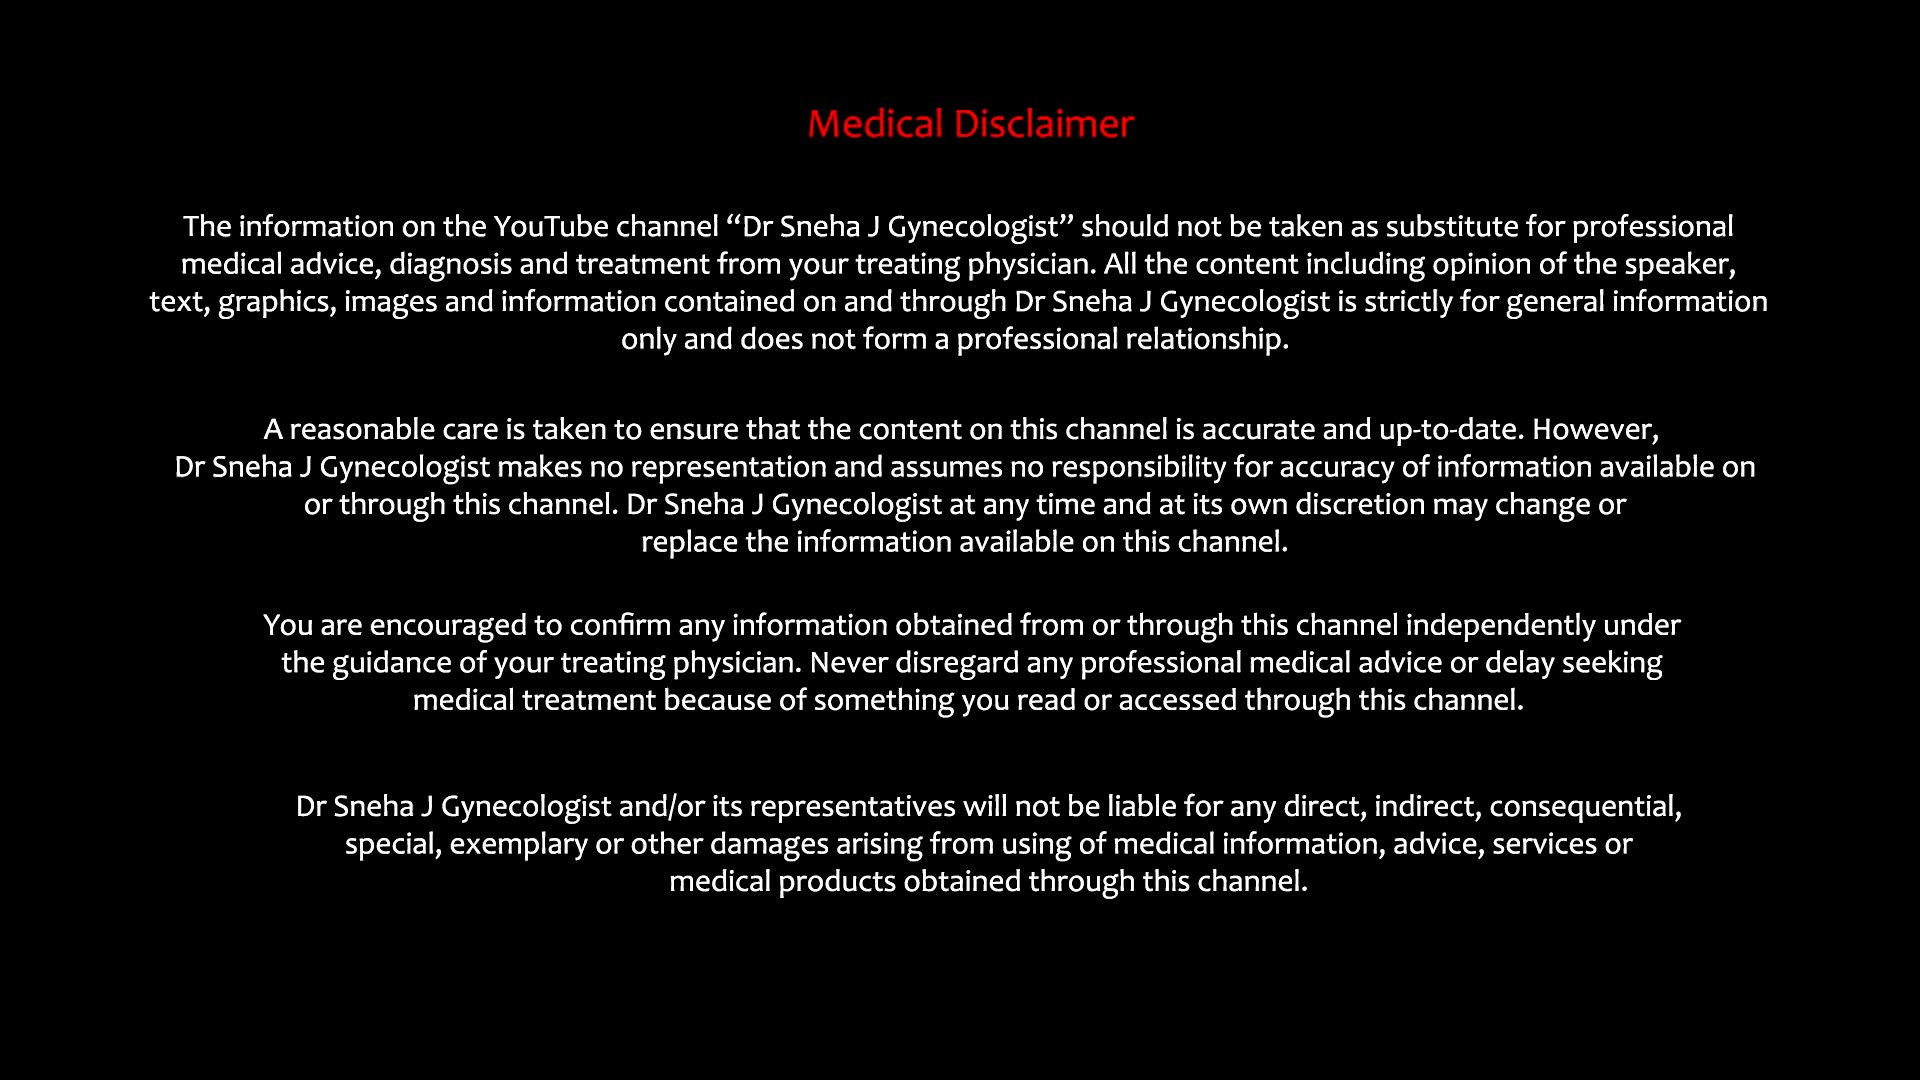 Medical Disclaimer
The information on the YouTube channel “Dr Sneha J Gynecologist” should not be taken as substitute for professional
medical advice, diagnosis and treatment from your treating physician. All the content including opinion of the speaker,
text, graphics, images and information contained on and through Dr Sneha J Gynecologist is strictly for general information
only and does not form a professional relationship.
A reasonable care is taken to ensure that the content on this channel is accurate and up-to-date. However,
Dr Sneha J Gynecologist makes no representation and assumes no responsibility for accuracy of information available on
or through this channel. Dr Sneha J Gynecologist at any time and at its own discretion may change or
replace the information available on this channel.
You are encouraged to confirm any information obtained from or through this channel independently under
the guidance of your treating physician. Never disregard any professional medical advice or delay seeking
medical treatment because of something you read or accessed through this channel.
Dr Sneha J Gynecologist and/or its representatives will not be liable for any direct, indirect, consequential,
special, exemplary or other damages arising from using of medical information, advice, services or
medical products obtained through this channel.